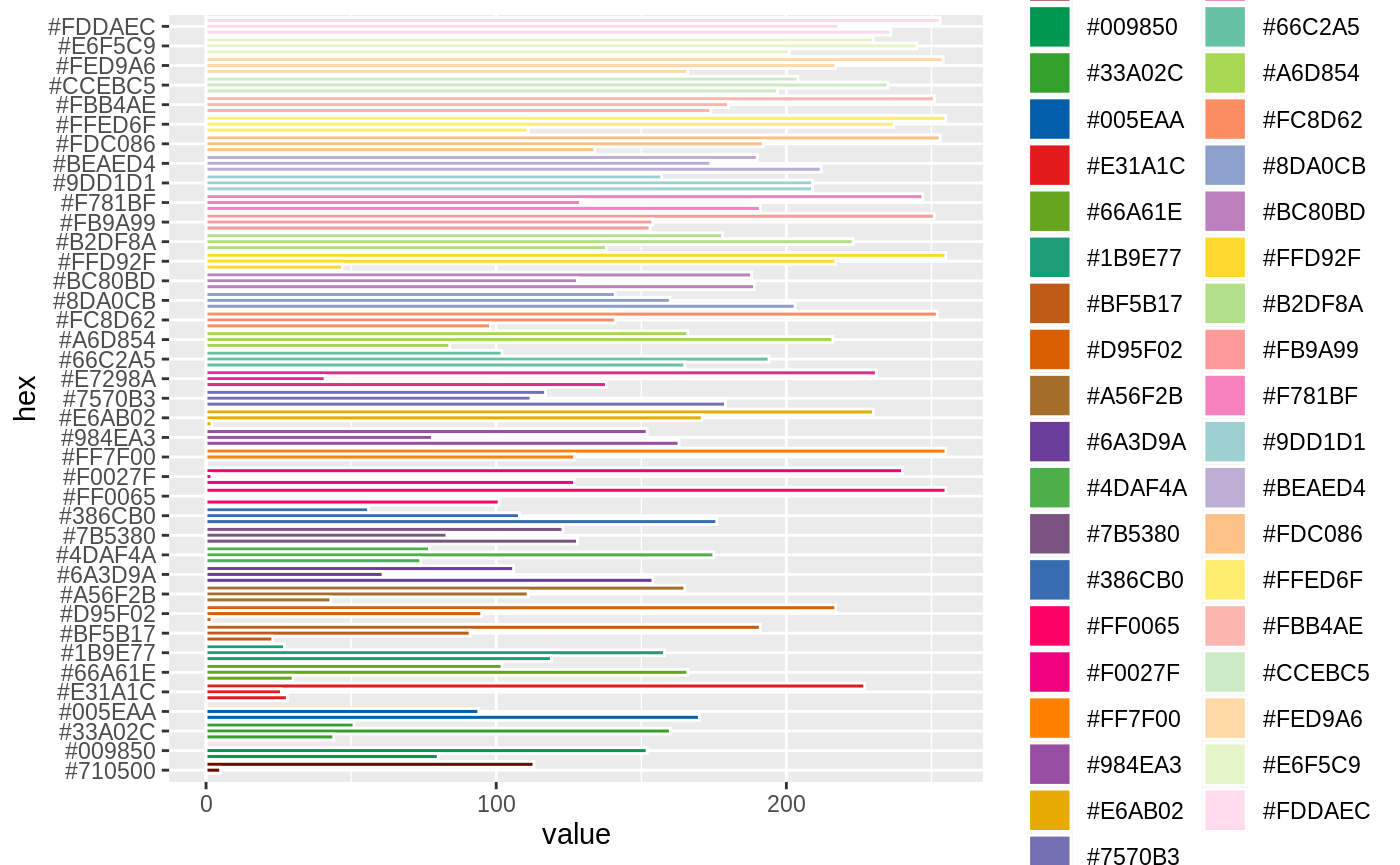 #FDDAEC
#E6F5C9
#FED9A6
#CCEBC5
#FBB4AE
#FFED6F
#FDC086
#BEAED4
#9DD1D1
#F781BF
#FB9A99
#B2DF8A
#FFD92F
#BC80BD
#8DA0CB
#FC8D62
#A6D854
#66C2A5
#E7298A
#7570B3
#E6AB02
#984EA3
#FF7F00
#F0027F
#FF0065
#386CB0
#7B5380
#4DAF4A
#6A3D9A
#A56F2B
#D95F02
#BF5B17
#1B9E77
#66A61E
#E31A1C
#005EAA
#33A02C
#009850
#710500
hex
0
100
200
value
#009850
#33A02C
#005EAA
#E31A1C
#66A61E
#1B9E77
#BF5B17
#D95F02
#A56F2B
#6A3D9A
#4DAF4A
#7B5380
#386CB0
#FF0065
#F0027F
#FF7F00
#984EA3
#E6AB02
#7570B3
#66C2A5
#A6D854
#FC8D62
#8DA0CB
#BC80BD
#FFD92F
#B2DF8A
#FB9A99
#F781BF
#9DD1D1
#BEAED4
#FDC086
#FFED6F
#FBB4AE
#CCEBC5
#FED9A6
#E6F5C9
#FDDAEC